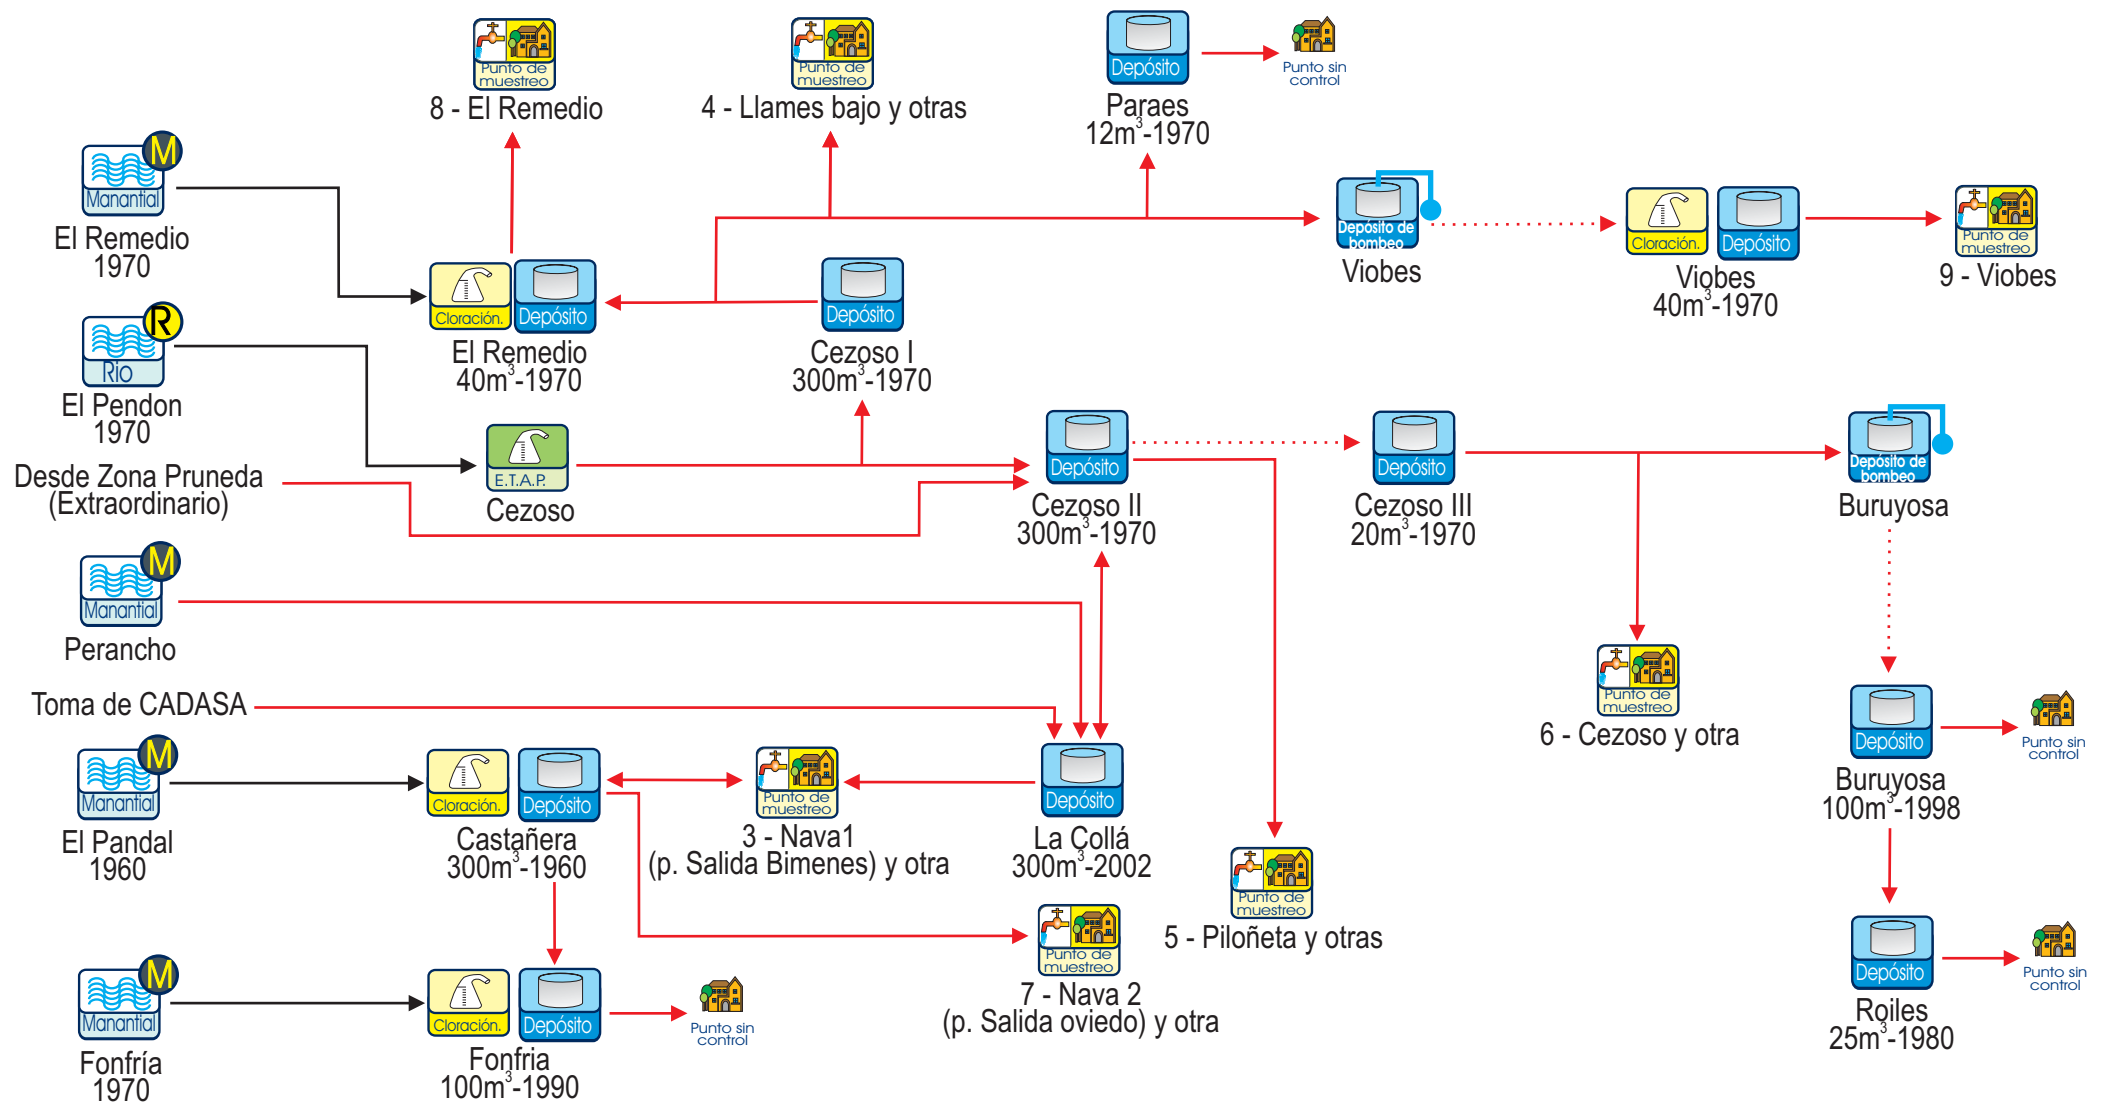 Punto de
muestreo
8 - El Remedio
Punto de
muestreo
4 - Llames bajo y otras
Depósito
Paraes
12m³-1970
Punto sin
control
M
Manantial
El Remedio
1970
Cloración.
Depósito
El Remedio
40m³-1970
Depósito
Cezoso I
300m³-1970
Depósito de
bombeo
Viobes
Cloración.
Depósito
Viobes
40m³-1970
Punto de
muestreo
9 - Viobes
R
Rio
El Pendon
1970
Desde Zona Pruneda
(Extraordinario)
E.T.A.P.
Cezoso
Depósito
Cezoso II
300m³-1970
Depósito
Cezoso III
20m³-1970
Depósito de
bombeo
Buruyosa
M
Manantial
Perancho
Toma de CADASA
Punto de
muestreo
6 - Cezoso y otra
Depósito
Buruyosa
100m³-1998
Punto sin
control
M
Manantial
El Pandal
1960
Cloración.
Depósito
Castañera
300m³-1960
Punto de
muestreo
3 - Nava1
(p. Salida Bimenes) y otra
Depósito
La Collá
300m³-2002
Punto de
muestreo
5 - Piloñeta y otras
Punto de
muestreo
7 - Nava 2
(p. Salida oviedo) y otra
M
Manantial
Fonfría
1970
Cloración.
Depósito
Fonfria
100m³-1990
Punto sin
control
Depósito
Roiles
25m³-1980
Punto sin
control